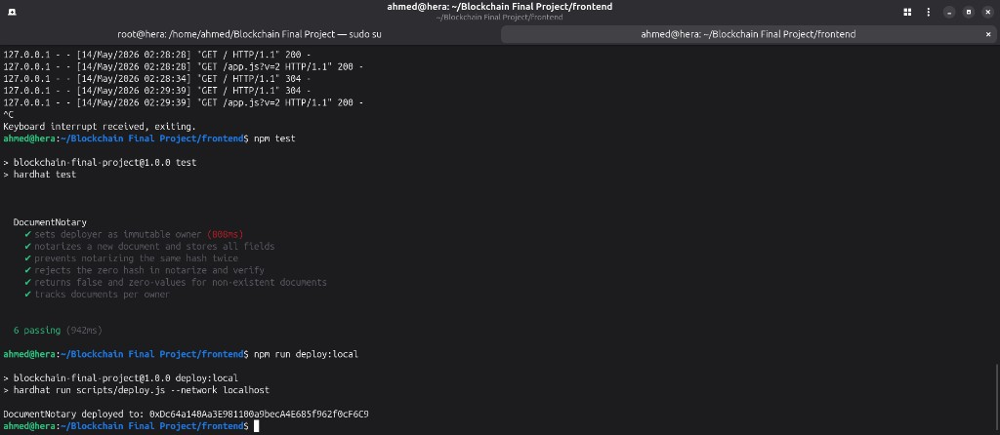 ahmed@hera: ~/Blockchain Final Project/frontend
~/Blockchain Final Project/frontend
root@hera: /home/ahmed/Blockchain Final Project — sudo su
ahmed@hera: ~/Blockchain Final Project/frontend
127.0.0.1 - - [14/May/2026 02:28:28] "GET / HTTP/1.1" 200 -
127.0.0.1 - - [14/May/2026 02:28:28] "GET /app.js?v=2 HTTP/1.1" 200 -
127.0.0.1 - - [14/May/2026 02:28:34] "GET / HTTP/1.1" 304 -
127.0.0.1 - - [14/May/2026 02:29:39] "GET / HTTP/1.1" 304 -
127.0.0.1 - - [14/May/2026 02:29:39] "GET /app.js?v=2 HTTP/1.1" 200 -
^C
Keyboard interrupt received, exiting.
ahmed@hera:~/Blockchain Final Project/frontend$ npm test
> blockchain-final-project@1.0.0 test
> hardhat test
DocumentNotary
✔ sets deployer as immutable owner (808ms)
✔ notarizes a new document and stores all fields
✔ prevents notarizing the same hash twice
✔ rejects the zero hash in notarize and verify
✔ returns false and zero-values for non-existent documents
✔ tracks documents per owner
6 passing (942ms)
ahmed@hera:~/Blockchain Final Project/frontend$ npm run deploy:local
> blockchain-final-project@1.0.0 deploy:local
> hardhat run scripts/deploy.js --network localhost
DocumentNotary deployed to: 0xDc64a140Aa3E981100a9becA4E685f962f0cF6C9
ahmed@hera:~/Blockchain Final Project/frontend$